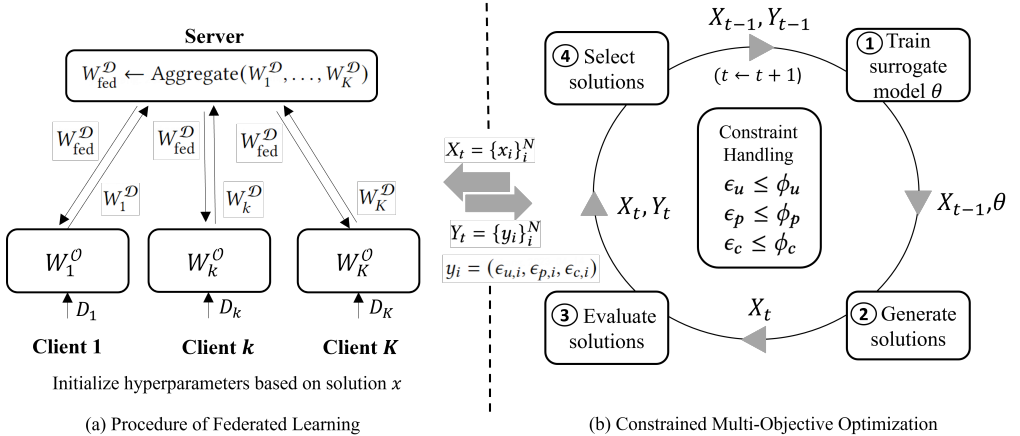 Server
W_fed^𝒟 ← Aggregate(W_1^𝒟, ..., W_K^𝒟)
W_fed^𝒟
W_fed^𝒟
W_fed^𝒟
W_1^𝒟
W_k^𝒟
W_K^𝒟
W_1^𝒪
W_k^𝒪
W_K^𝒪
D_1
D_k
D_K
Client 1
Client k
Client K
Initialize hyperparameters based on solution x
(a) Procedure of Federated Learning
X_t = {x_i}_i^N
Y_t = {y_i}_i^N
y_i = (ϵ_{u,i}, ϵ_{p,i}, ϵ_{c,i})
X_{t−1}, Y_{t−1}
(t ← t + 1)
① Train
surrogate
model θ
X_{t−1}, θ
② Generate
solutions
X_t
③ Evaluate
solutions
X_t, Y_t
④ Select
solutions
Constraint
Handling
ϵ_u ≤ ϕ_u
ϵ_p ≤ ϕ_p
ϵ_c ≤ ϕ_c
(b) Constrained Multi-Objective Optimization